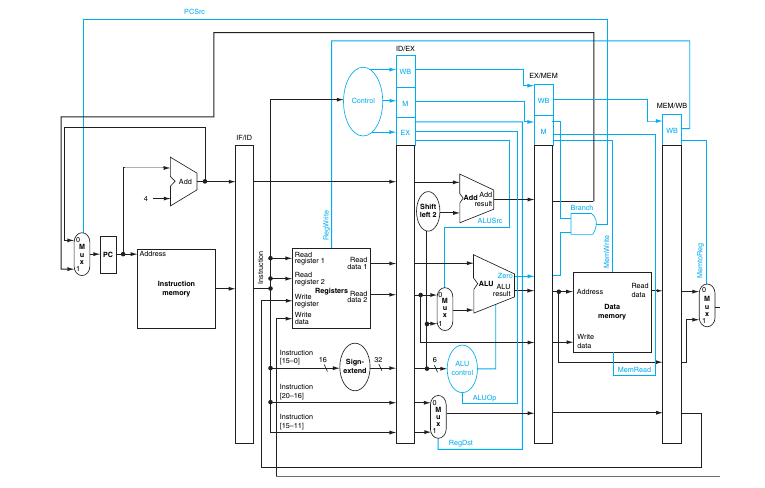 PCSrc
ID/EX
WB
EX/MEM
Control
M
WB
MEM/WB
EX
M
WB
IF/ID
Add
4
Add
Add
result
Shift
left 2
ALUSrc
Branch
RegWrite
MemWrite
MemtoReg
0
M
u
x
1
PC
Address
Instruction
memory
Instruction
Read
register 1
Read
register 2
Write
register
Write
data
Registers
Read
data 1
Read
data 2
0
M
u
x
1
Zero
ALU
ALU
result
Address
Read
data
Data
memory
Write
data
0
M
u
x
1
MemRead
Instruction
[15–0]
16
Sign-
extend
32
6
ALU
control
ALUOp
Instruction
[20–16]
Instruction
[15–11]
0
M
u
x
1
RegDst